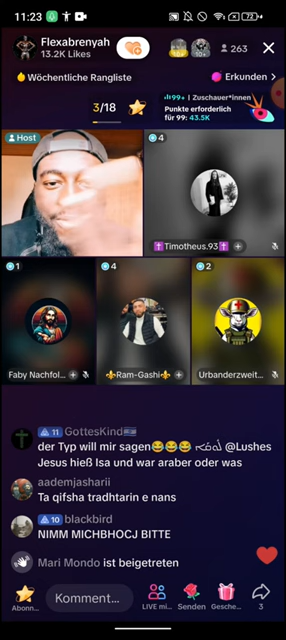 11:23
72
Flexabrenyah
13.2K Likes
263
Wöchentliche Rangliste
Erkunden >
3/18
99+ | Zuschauer*innen
Punkte erforderlich
für 99: 43.5K
Host
4
Timotheus.93
1
Faby Nachfol...
4
Ram-Gashi
2
Urbanderzweit...
11 GottesKind
der Typ will mir sagen😂😂😂 @Lushes
Jesus hieß Isa und war araber oder was
aademjasharii
Ta qifsha tradhtarin e nans
10 blackbird
NIMM MICHBHOCJ BITTE
Mari Mondo ist beigetreten
Abonn...
Komment...
LIVE mi...
Senden
Gesche...
3